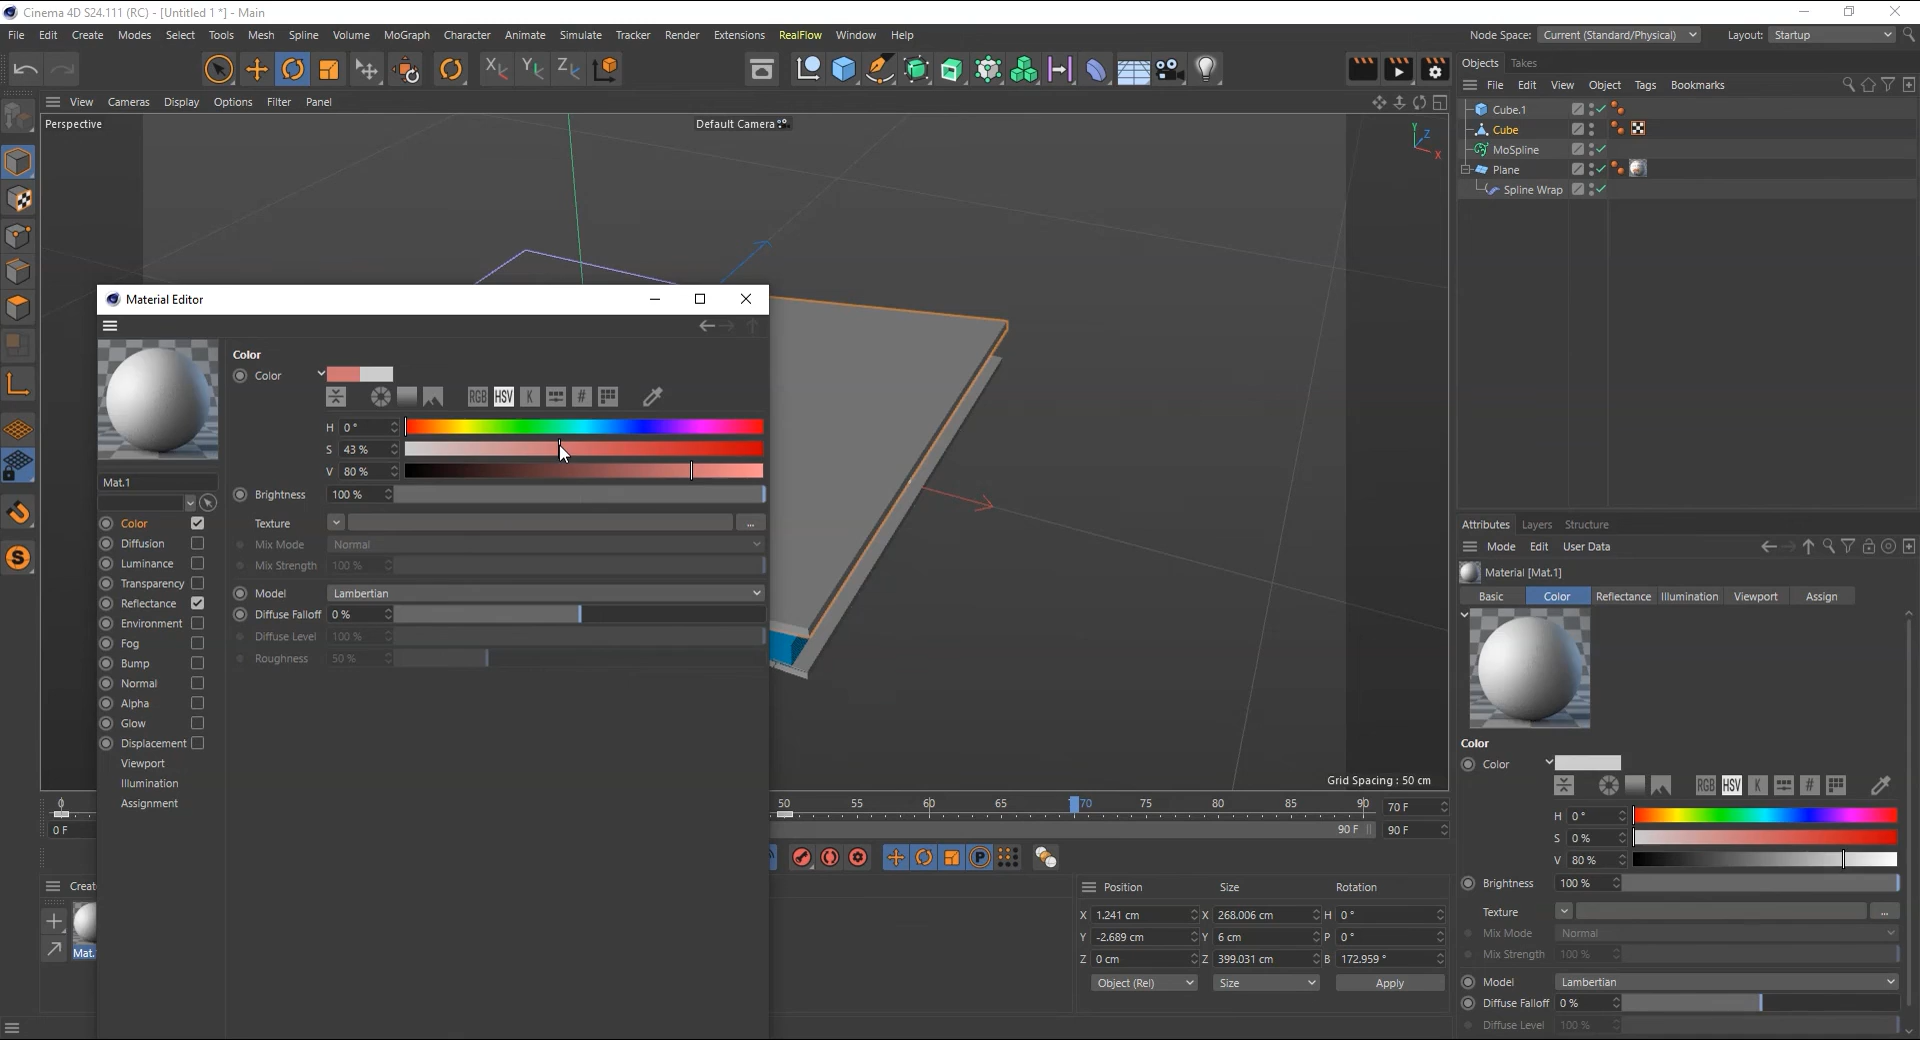 Cinema 4D S24.111 (RC) - [Untitled 1 *] - Main
File Edit Create Modes Select Tools Mesh Spline Volume MoGraph Character Animate Simulate Tracker Render Extensions RealFlow Window Help
Node Space: Current (Standard/Physical) Layout: Startup
View Cameras Display Options Filter Panel
Perspective
Default Camera
Y Z X
Objects Takes
File Edit View Object Tags Bookmarks
Cube.1
Cube
MoSpline
Plane
Spline Wrap
Material Editor
Color
Color
RGB HSV K #
H 0 °
S 43 %
V 80 %
Mat.1
Brightness 100 %
Texture ...
Mix Mode Normal
Mix Strength 100 %
Model Lambertian
Diffuse Falloff 0 %
Diffuse Level 100 %
Roughness 50 %
Color
Diffusion
Luminance
Transparency
Reflectance
Environment
Fog
Bump
Normal
Alpha
Glow
Displacement
Viewport
Illumination
Assignment
Grid Spacing : 50 cm
0 50 55 60 65 70 75 80 85 90 70 F
0 F 90 F 90 F
Creat
Mat.
Position Size Rotation
X 1.241 cm X 268.006 cm H 0 °
Y -2.689 cm Y 6 cm P 0 °
Z 0 cm Z 399.031 cm B 172.959 °
Object (Rel) Size Apply
Attributes Layers Structure
Mode Edit User Data
Material [Mat.1]
Basic Color Reflectance Illumination Viewport Assign
Color
Color
RGB HSV K #
H 0 °
S 0 %
V 80 %
Brightness 100 %
Texture ...
Mix Mode Normal
Mix Strength 100 %
Model Lambertian
Diffuse Falloff 0 %
Diffuse Level 100 %